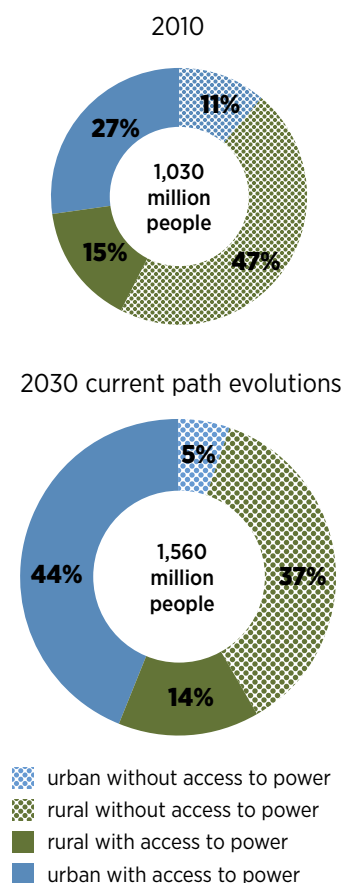 2010
11%
27%
1,030
million
people
15%
47%
2030 current path evolutions
5%
44%
1,560
million
people
37%
14%
urban without access to power
rural without access to power
rural with access to power
urban with access to power